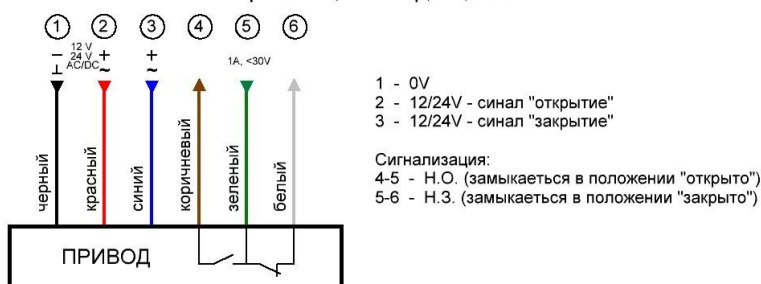 1 2 3 4 5 6
12 V
24 V
AC/DC
– + +
⊥ ~ ~
1A, <30V
черный
красный
синий
коричневый
зеленый
белый
ПРИВОД
1 - 0V
2 - 12/24V - синал "открытие"
3 - 12/24V - синал "закрытие"
Сигнализация:
4-5 - Н.О. (замыкаеться в положении "открыто")
5-6 - Н.З. (замыкаеться в положении "закрыто")